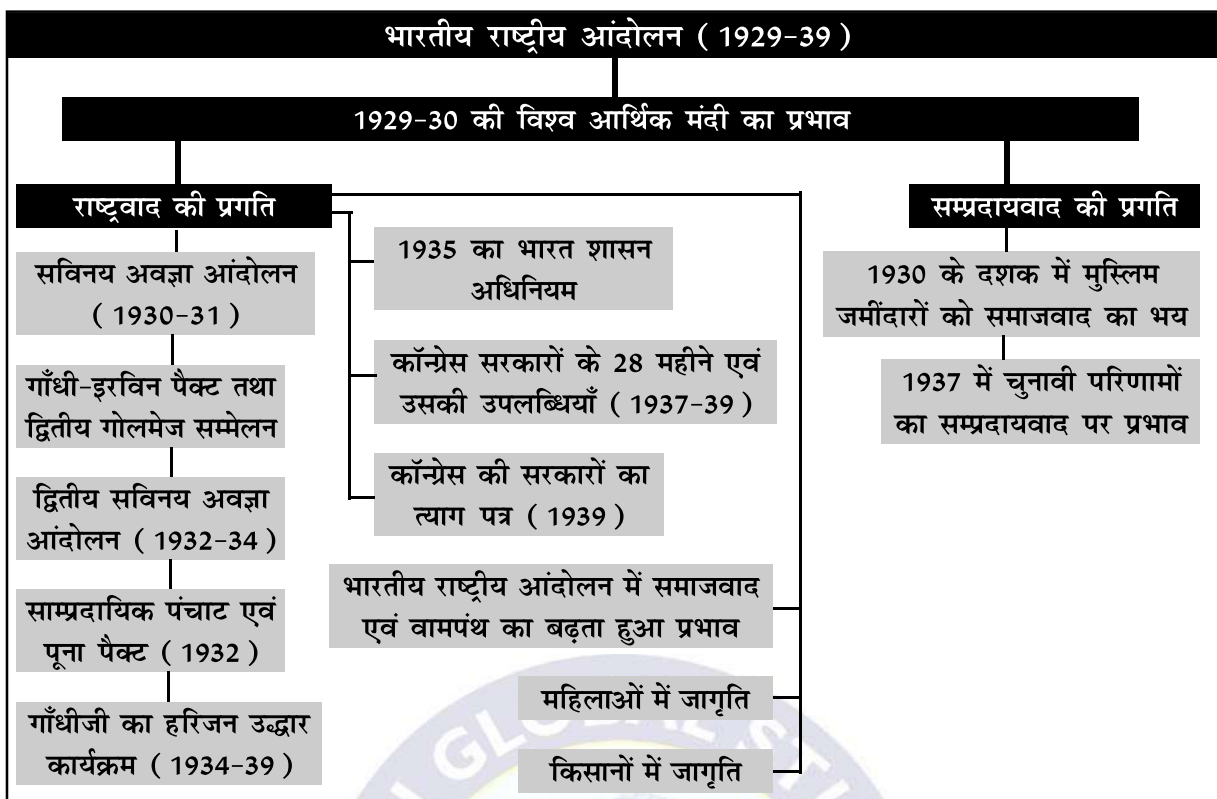 भारतीय राष्ट्रीय आंदोलन ( 1929-39 )
1929-30 की विश्व आर्थिक मंदी का प्रभाव
राष्ट्रवाद की प्रगति
सविनय अवज्ञा आंदोलन
( 1930-31 )
गाँधी-इरविन पैक्ट तथा
द्वितीय गोलमेज सम्मेलन
द्वितीय सविनय अवज्ञा
आंदोलन ( 1932-34 )
साम्प्रदायिक पंचाट एवं
पूना पैक्ट ( 1932 )
गाँधीजी का हरिजन उद्धार
कार्यक्रम ( 1934-39 )
1935 का भारत शासन
अधिनियम
कॉन्ग्रेस सरकारों के 28 महीने एवं
उसकी उपलब्धियाँ ( 1937-39 )
कॉन्ग्रेस की सरकारों का
त्याग पत्र ( 1939 )
भारतीय राष्ट्रीय आंदोलन में समाजवाद
एवं वामपंथ का बढ़ता हुआ प्रभाव
महिलाओं में जागृति
किसानों में जागृति
सम्प्रदायवाद की प्रगति
1930 के दशक में मुस्लिम
जमींदारों को समाजवाद का भय
1937 में चुनावी परिणामों
का सम्प्रदायवाद पर प्रभाव
GLOBAL